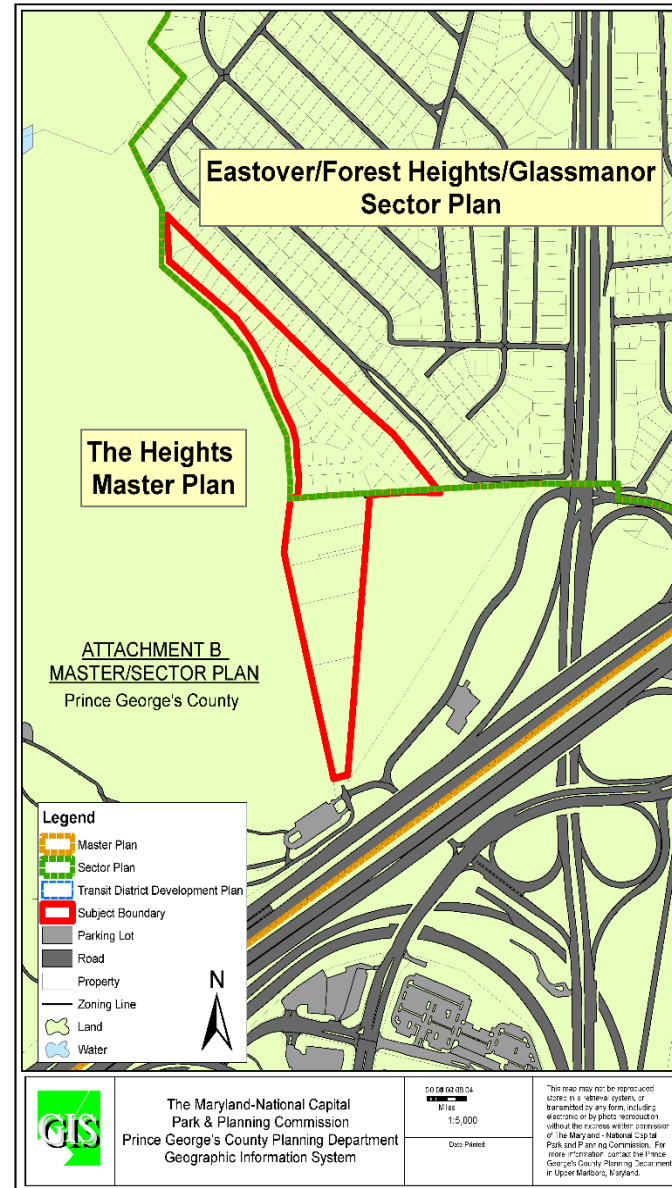 Eastover/Forest Heights/Glassmanor
Sector Plan
The Heights
Master Plan
ATTACHMENT B
MASTER/SECTOR PLAN
Prince George's County
Legend
Master Plan
Sector Plan
Transit District Development Plan
Subject Boundary
Parking Lot
Road
Property
Zoning Line
Land
Water
N
GIS
The Maryland-National Capital
Park & Planning Commission
Prince George's County Planning Department
Geographic Information System
Miles
1:5,000
Date Printed:
This map may not be reproduced
stored in a retrieval system, or
transmitted by any form, including
electronic or by photo reproduction
without the express written permission
of The Maryland - National Capital
Park and Planning Commission. For
more information, contact the Prince
George's County Planning Department
in Upper Marlboro, Maryland.